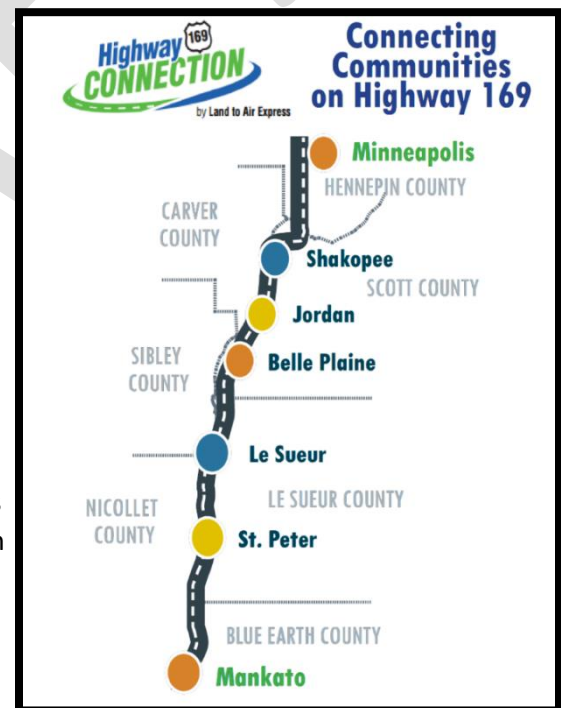 Highway 169
CONNECTION
by Land to Air Express
Connecting
Communities
on Highway 169
Minneapolis
HENNEPIN COUNTY
CARVER
COUNTY
Shakopee
SCOTT COUNTY
Jordan
SIBLEY
COUNTY
Belle Plaine
Le Sueur
NICOLLET
COUNTY
LE SUEUR COUNTY
St. Peter
BLUE EARTH COUNTY
Mankato